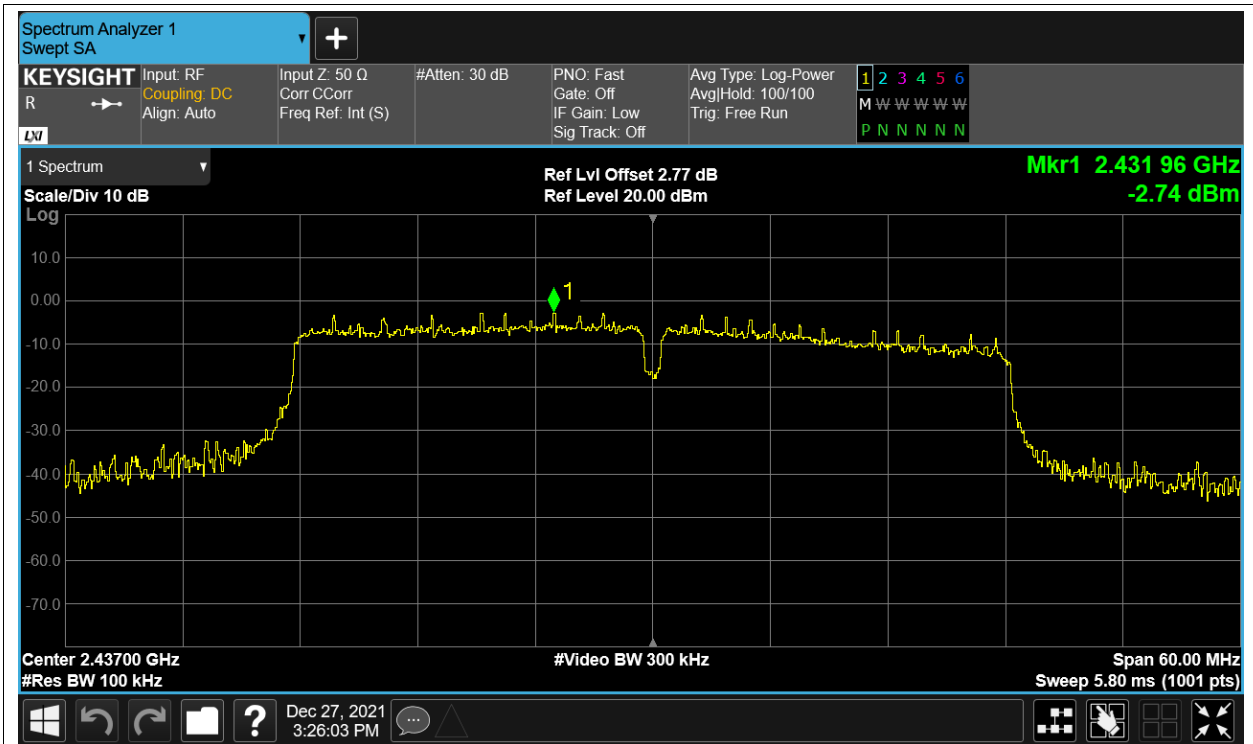 Spectrum Analyzer 1
Swept SA
KEYSIGHT
R
LXI
Input: RF
Coupling: DC
Align: Auto
Input Z: 50 Ω
Corr CCorr
Freq Ref: Int (S)
#Atten: 30 dB
PNO: Fast
Gate: Off
IF Gain: Low
Sig Track: Off
Avg Type: Log-Power
Avg|Hold: 100/100
Trig: Free Run
1 2 3 4 5 6
M W W W W W
P N N N N N
1 Spectrum
Scale/Div 10 dB
Log
Ref Lvl Offset 2.77 dB
Ref Level 20.00 dBm
Mkr1 2.431 96 GHz
-2.74 dBm
1
10.0
0.00
-10.0
-20.0
-30.0
-40.0
-50.0
-60.0
-70.0
Center 2.43700 GHz
#Res BW 100 kHz
#Video BW 300 kHz
Span 60.00 MHz
Sweep 5.80 ms (1001 pts)
?
Dec 27, 2021
3:26:03 PM